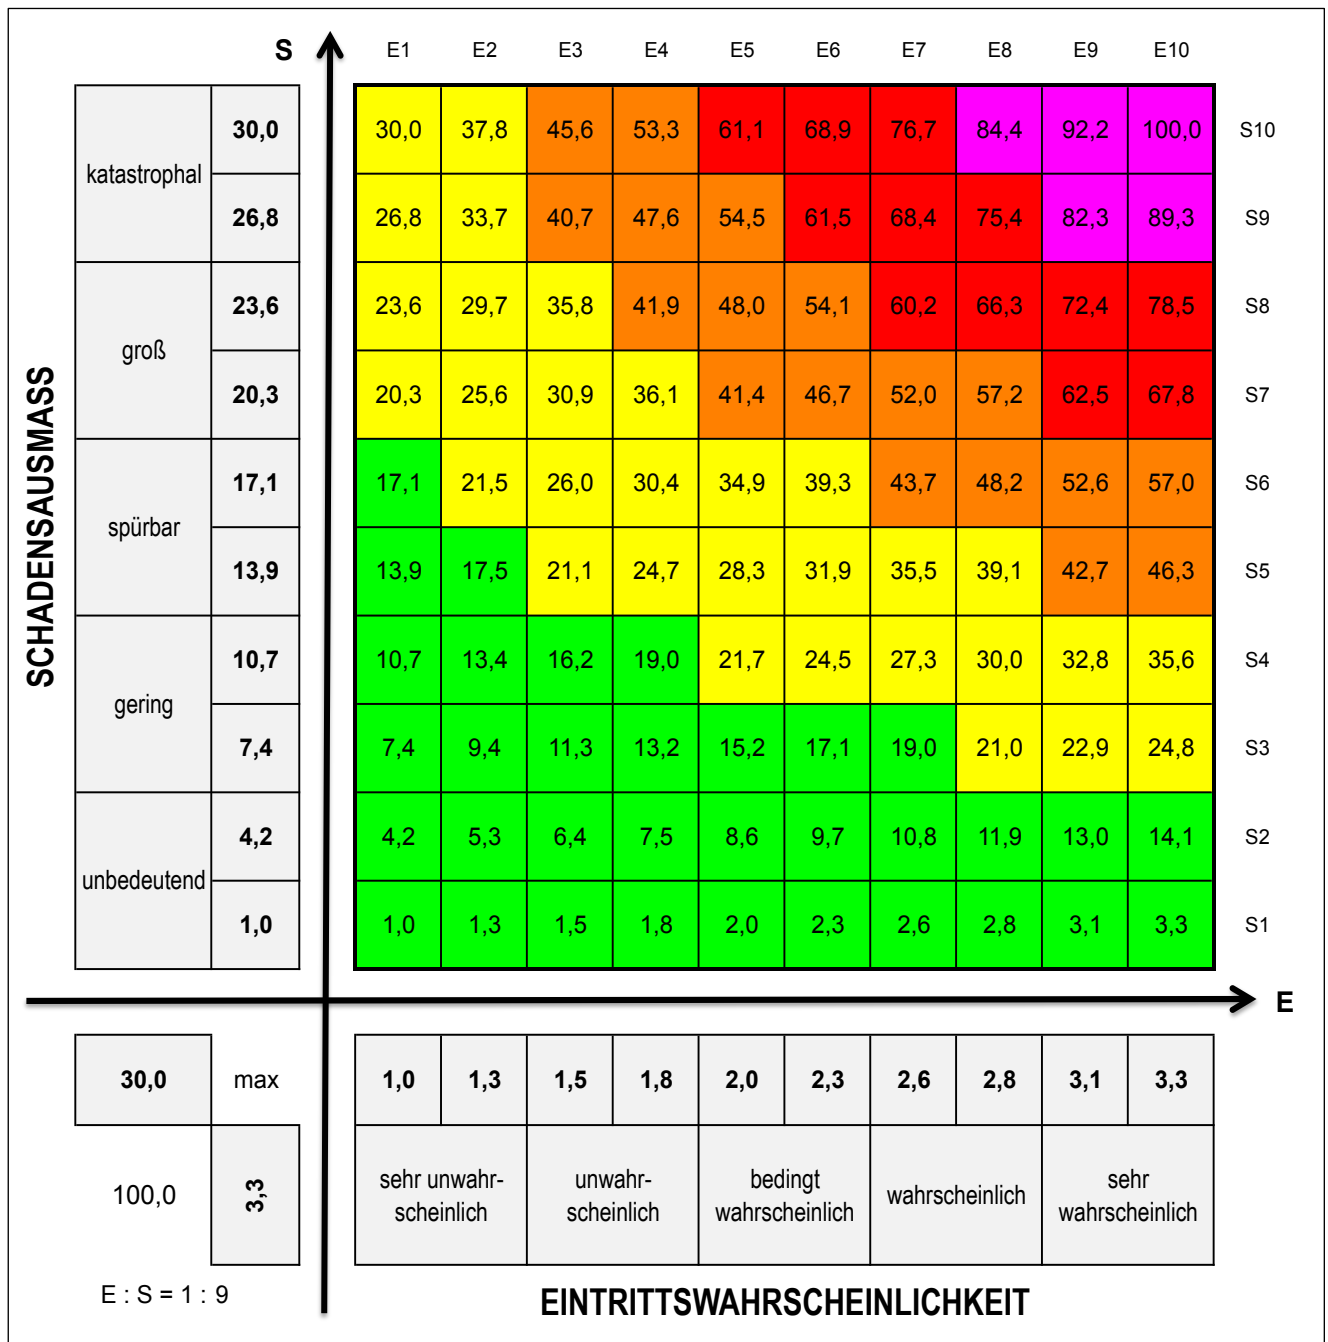 S E1 E2 E3 E4 E5 E6 E7 E8 E9 E10
katastrophal
30,0 30,0 37,8 45,6 53,3 61,1 68,9 76,7 84,4 92,2 100,0 S10
26,8 26,8 33,7 40,7 47,6 54,5 61,5 68,4 75,4 82,3 89,3 S9
groß
23,6 23,6 29,7 35,8 41,9 48,0 54,1 60,2 66,3 72,4 78,5 S8
20,3 20,3 25,6 30,9 36,1 41,4 46,7 52,0 57,2 62,5 67,8 S7
spürbar
17,1 17,1 21,5 26,0 30,4 34,9 39,3 43,7 48,2 52,6 57,0 S6
13,9 13,9 17,5 21,1 24,7 28,3 31,9 35,5 39,1 42,7 46,3 S5
gering
10,7 10,7 13,4 16,2 19,0 21,7 24,5 27,3 30,0 32,8 35,6 S4
7,4 7,4 9,4 11,3 13,2 15,2 17,1 19,0 21,0 22,9 24,8 S3
unbedeutend
4,2 4,2 5,3 6,4 7,5 8,6 9,7 10,8 11,9 13,0 14,1 S2
1,0 1,0 1,3 1,5 1,8 2,0 2,3 2,6 2,8 3,1 3,3 S1
SCHADENSAUSMASS
E
30,0 max 1,0 1,3 1,5 1,8 2,0 2,3 2,6 2,8 3,1 3,3
100,0 3,3
sehr unwahr-
scheinlich
unwahr-
scheinlich
bedingt
wahrscheinlich
wahrscheinlich
sehr
wahrscheinlich
E : S = 1 : 9
EINTRITTSWAHRSCHEINLICHKEIT